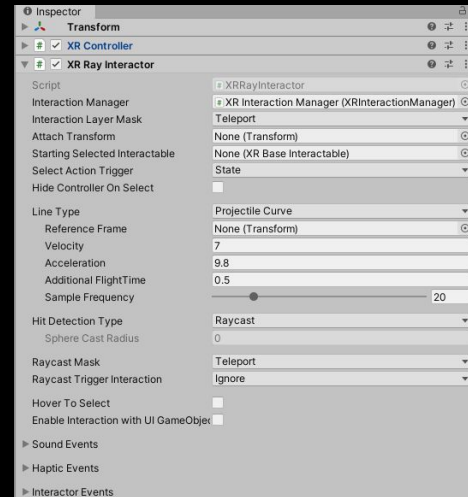 Inspector
Transform
# XR Controller
# XR Ray Interactor
Script # XRRayInteractor
Interaction Manager # XR Interaction Manager (XRInteractionManager)
Interaction Layer Mask Teleport
Attach Transform None (Transform)
Starting Selected Interactable None (XR Base Interactable)
Select Action Trigger State
Hide Controller On Select
Line Type Projectile Curve
Reference Frame None (Transform)
Velocity 7
Acceleration 9.8
Additional FlightTime 0.5
Sample Frequency 20
Hit Detection Type Raycast
Sphere Cast Radius 0
Raycast Mask Teleport
Raycast Trigger Interaction Ignore
Hover To Select
Enable Interaction with UI GameObjec
Sound Events
Haptic Events
Interactor Events